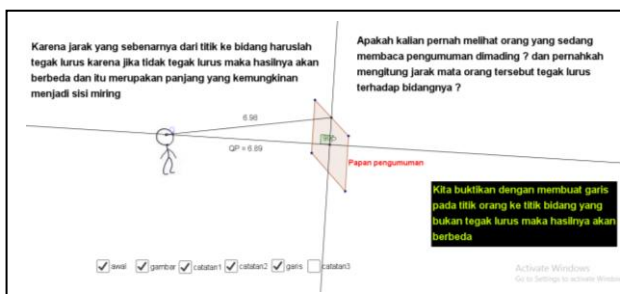 Karena jarak yang sebenarnya dari titik ke bidang haruslah
tegak lurus karena jika tidak tegak lurus maka hasilnya akan
berbeda dan itu merupakan panjang yang kemungkinan
menjadi sisi miring
Apakah kalian pernah melihat orang yang sedang
membaca pengumuman dimading ? dan pernahkah
mengitung jarak mata orang tersebut tegak lurus
terhadap bidangnya ?
6.98
QP = 6.89
Papan pengumuman
Kita buktikan dengan membuat garis
pada titik orang ke titik bidang yang
bukan tegak lurus maka hasilnya akan
berbeda
awal gambar catatan1 catatan2 garis catatan3
Activate Windows
Go to Settings to activate Windows